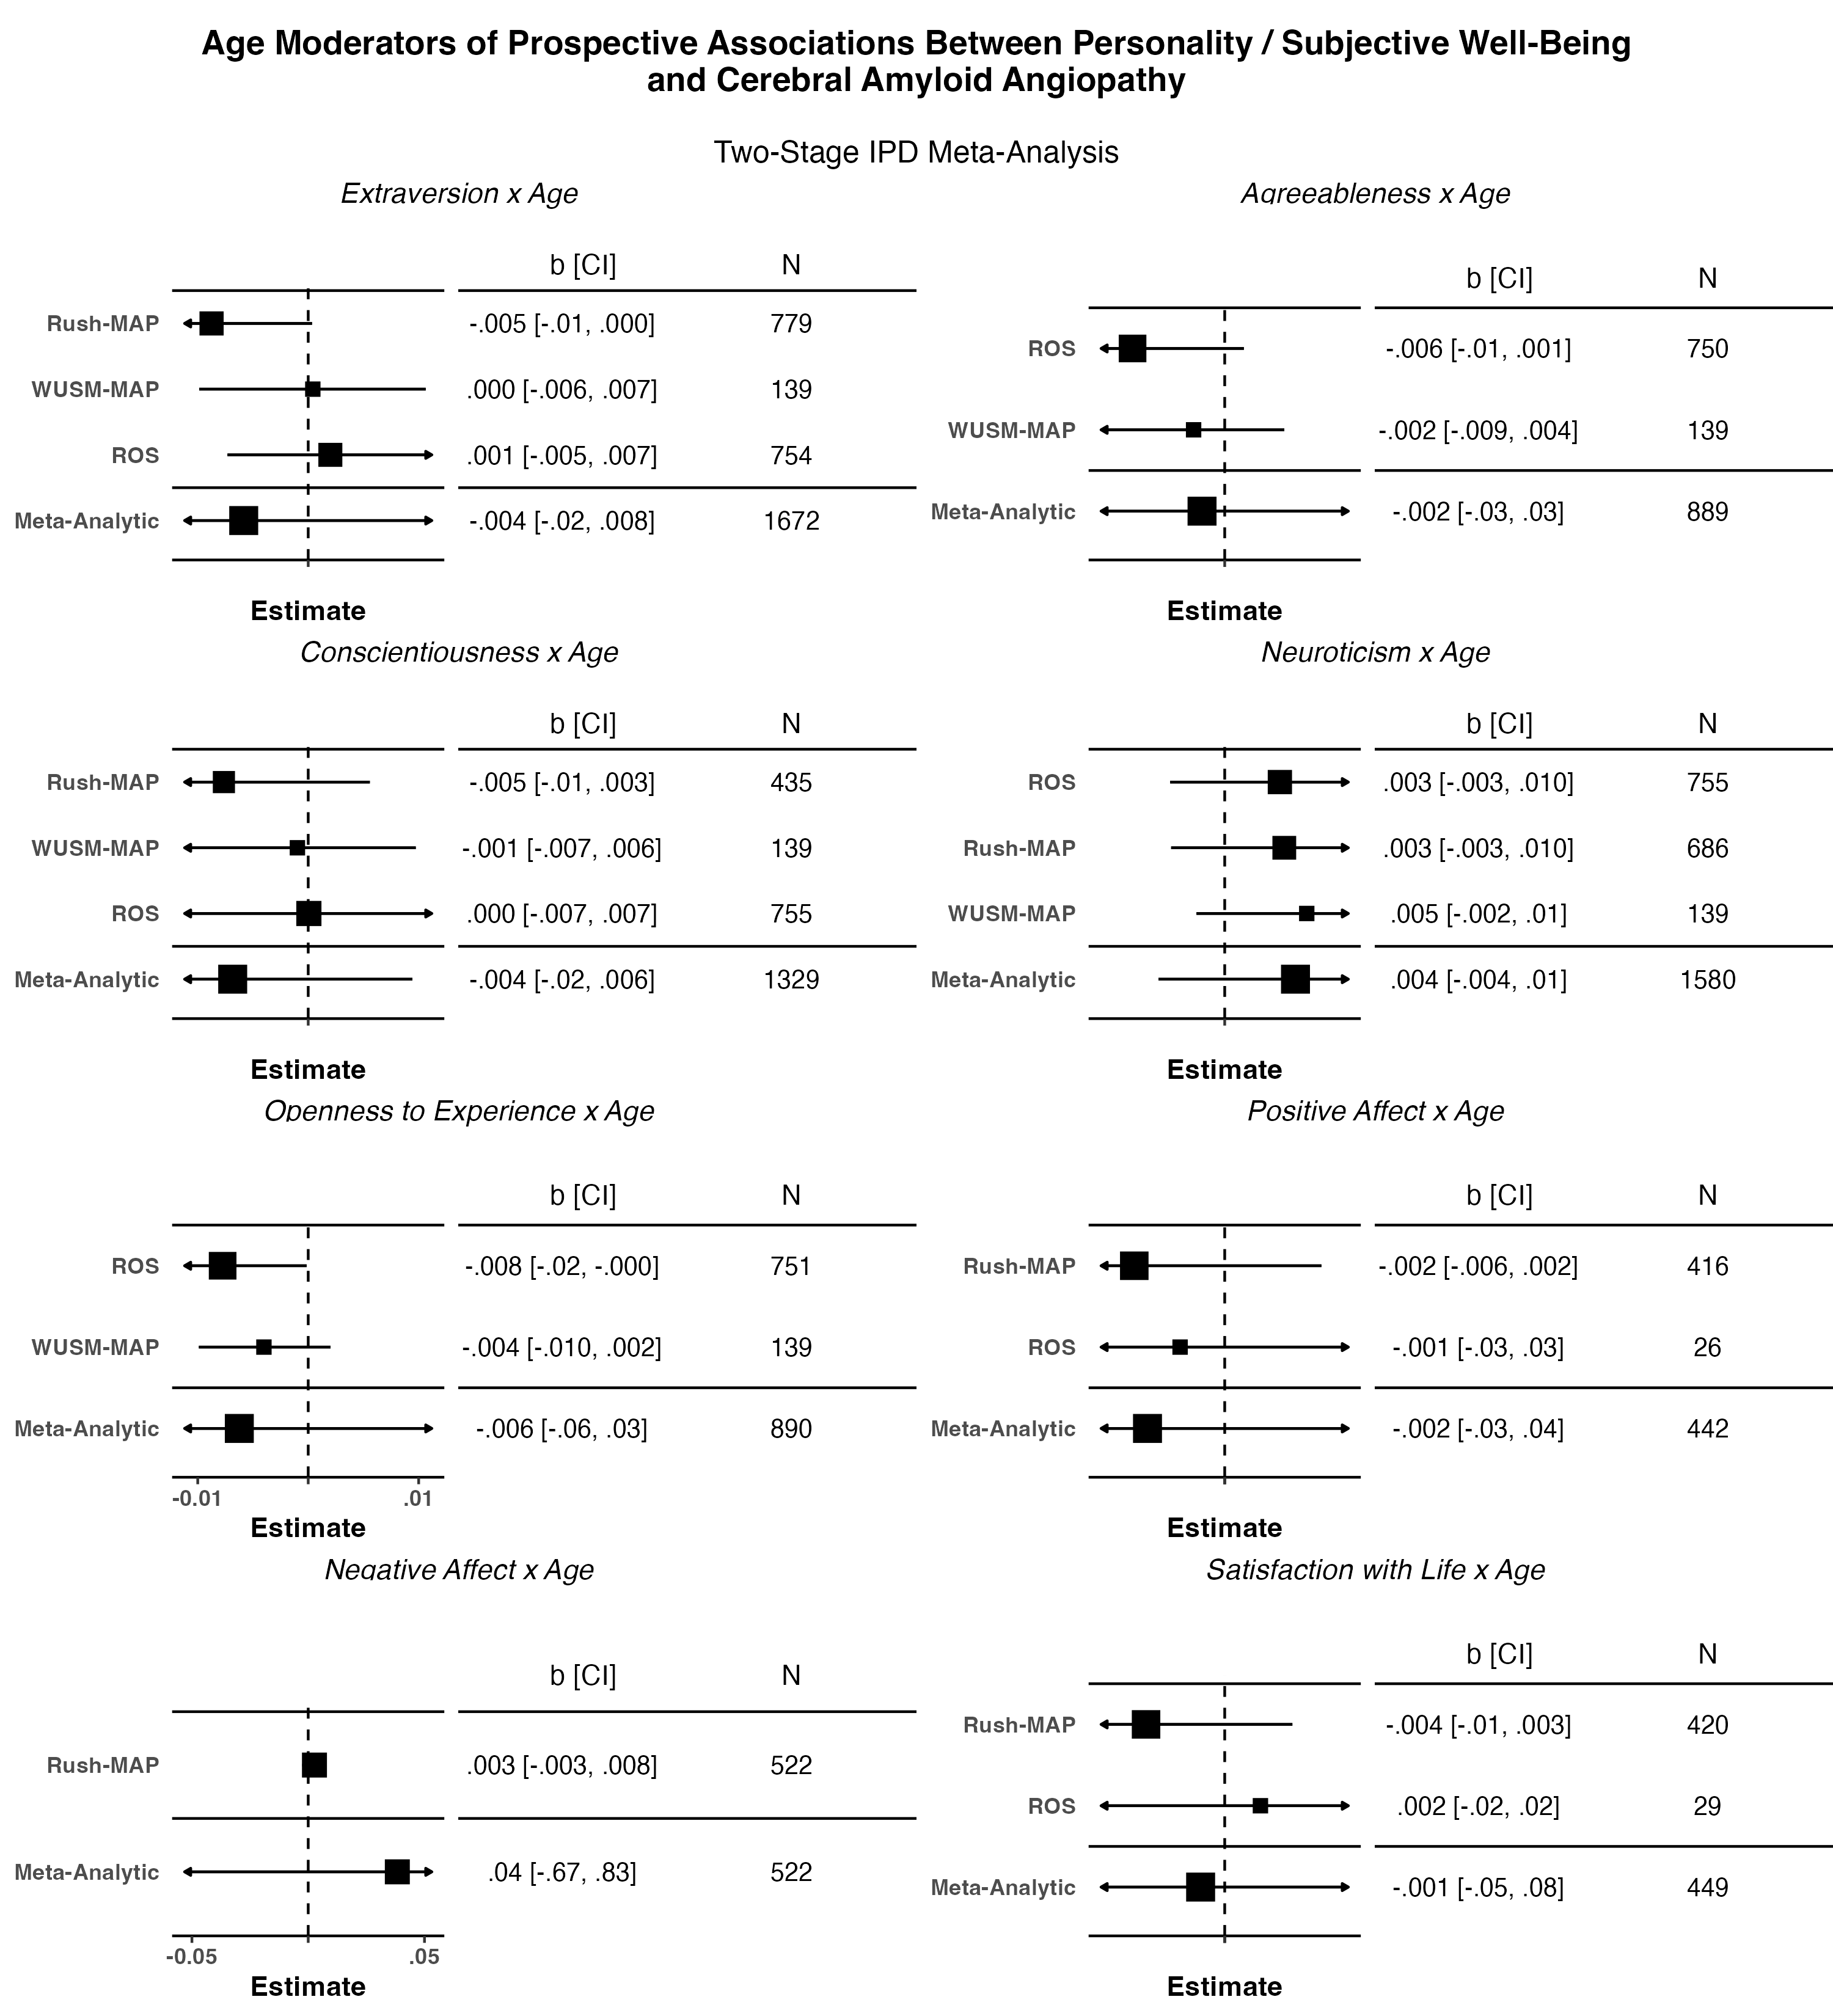 Age Moderators of Prospective Associations Between Personality / Subjective Well-Being
and Cerebral Amyloid Angiopathy
Two-Stage IPD Meta-Analysis
Extraversion x Age
b [CI] N
Rush-MAP -.005 [-.01, .000] 779
WUSM-MAP .000 [-.006, .007] 139
ROS .001 [-.005, .007] 754
Meta-Analytic -.004 [-.02, .008] 1672
Estimate
Agreeableness x Age
b [CI] N
ROS -.006 [-.01, .001] 750
WUSM-MAP -.002 [-.009, .004] 139
Meta-Analytic -.002 [-.03, .03] 889
Estimate
Conscientiousness x Age
b [CI] N
Rush-MAP -.005 [-.01, .003] 435
WUSM-MAP -.001 [-.007, .006] 139
ROS .000 [-.007, .007] 755
Meta-Analytic -.004 [-.02, .006] 1329
Estimate
Neuroticism x Age
b [CI] N
ROS .003 [-.003, .010] 755
Rush-MAP .003 [-.003, .010] 686
WUSM-MAP .005 [-.002, .01] 139
Meta-Analytic .004 [-.004, .01] 1580
Estimate
Openness to Experience x Age
b [CI] N
ROS -.008 [-.02, -.000] 751
WUSM-MAP -.004 [-.010, .002] 139
Meta-Analytic -.006 [-.06, .03] 890
-0.01 .01
Estimate
Positive Affect x Age
b [CI] N
Rush-MAP -.002 [-.006, .002] 416
ROS -.001 [-.03, .03] 26
Meta-Analytic -.002 [-.03, .04] 442
Estimate
Negative Affect x Age
b [CI] N
Rush-MAP .003 [-.003, .008] 522
Meta-Analytic .04 [-.67, .83] 522
-0.05 .05
Estimate
Satisfaction with Life x Age
b [CI] N
Rush-MAP -.004 [-.01, .003] 420
ROS .002 [-.02, .02] 29
Meta-Analytic -.001 [-.05, .08] 449
Estimate